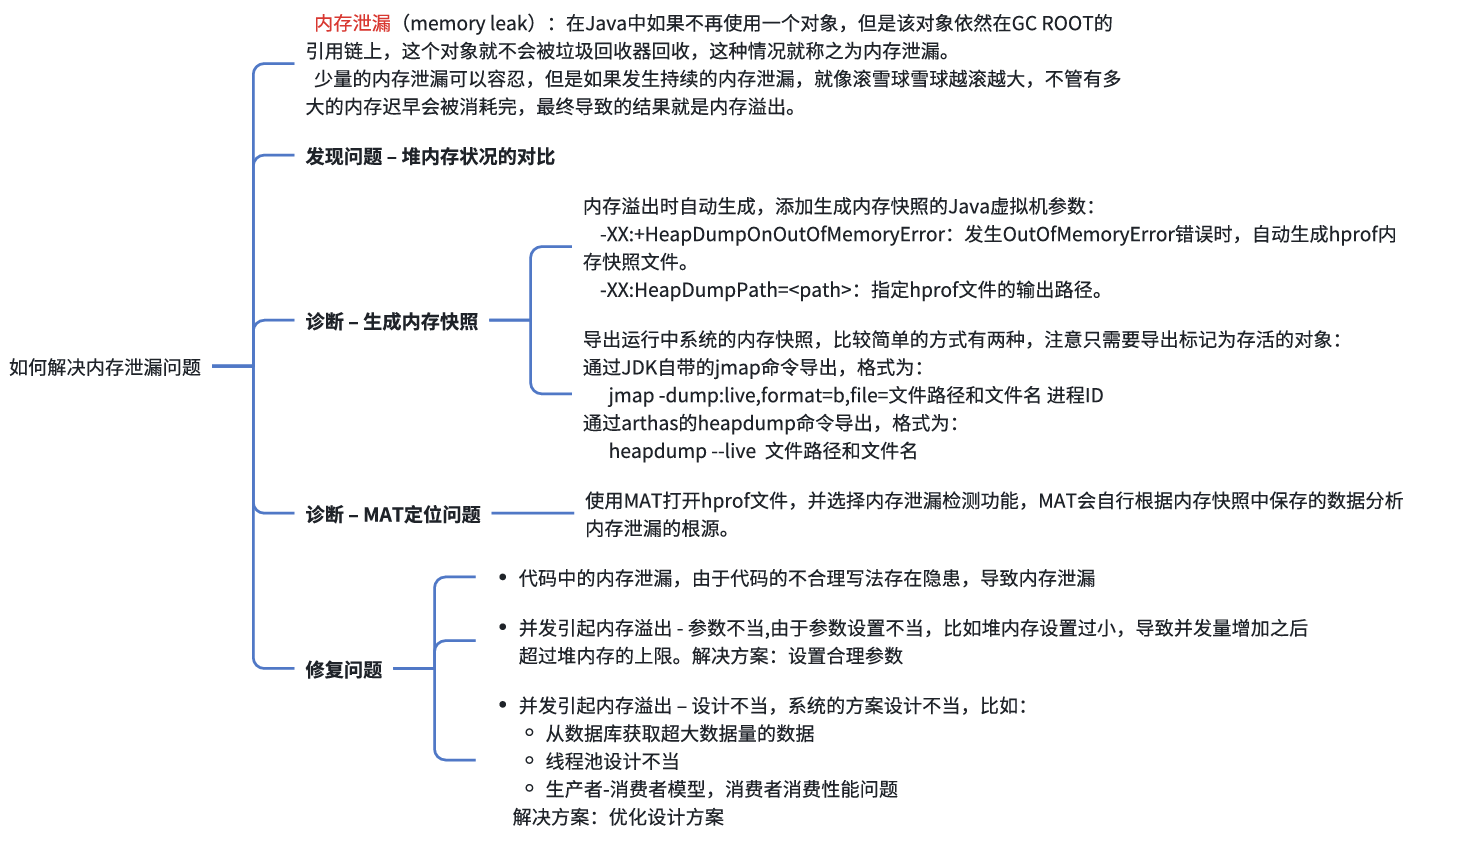 如何解决内存泄漏问题
内存泄漏（memory leak）：在Java中如果不再使用一个对象，但是该对象依然在GC ROOT的
引用链上，这个对象就不会被垃圾回收器回收，这种情况就称之为内存泄漏。
少量的内存泄漏可以容忍，但是如果发生持续的内存泄漏，就像滚雪球雪球越滚越大，不管有多
大的内存迟早会被消耗完，最终导致的结果就是内存溢出。
发现问题 – 堆内存状况的对比
诊断 – 生成内存快照
内存溢出时自动生成，添加生成内存快照的Java虚拟机参数：
-XX:+HeapDumpOnOutOfMemoryError：发生OutOfMemoryError错误时，自动生成hprof内
存快照文件。
-XX:HeapDumpPath=<path>：指定hprof文件的输出路径。
导出运行中系统的内存快照，比较简单的方式有两种，注意只需要导出标记为存活的对象：
通过JDK自带的jmap命令导出，格式为：
jmap -dump:live,format=b,file=文件路径和文件名 进程ID
通过arthas的heapdump命令导出，格式为：
heapdump --live 文件路径和文件名
诊断 – MAT定位问题
使用MAT打开hprof文件，并选择内存泄漏检测功能，MAT会自行根据内存快照中保存的数据分析
内存泄漏的根源。
修复问题
• 代码中的内存泄漏，由于代码的不合理写法存在隐患，导致内存泄漏
• 并发引起内存溢出 - 参数不当,由于参数设置不当，比如堆内存设置过小，导致并发量增加之后
超过堆内存的上限。解决方案：设置合理参数
• 并发引起内存溢出 – 设计不当，系统的方案设计不当，比如：
○ 从数据库获取超大数据量的数据
○ 线程池设计不当
○ 生产者-消费者模型，消费者消费性能问题
解决方案：优化设计方案